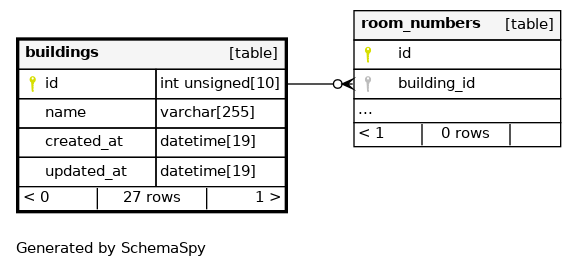 buildings [table]
id int unsigned[10]
name varchar[255]
created_at datetime[19]
updated_at datetime[19]
< 0 27 rows 1 >
room_numbers [table]
id
building_id
...
< 1 0 rows
Generated by SchemaSpy